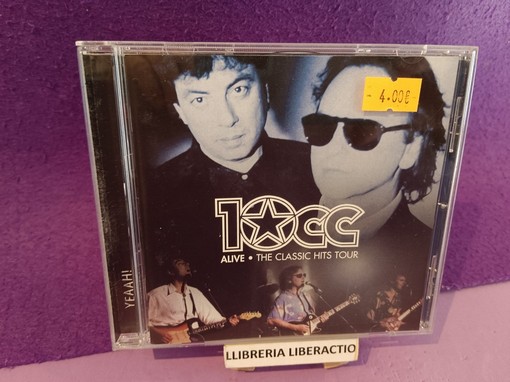 - 4.00€
10CC
ALIVE • THE CLASSIC HITS TOUR
YEAAH!
LLIBRERIA LIBERACTIO